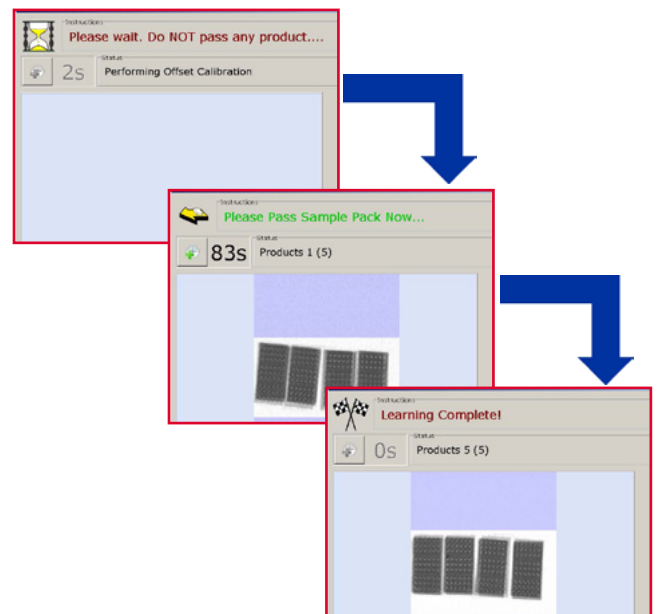 Instructions
Please wait. Do NOT pass any product....
Status
2s Performing Offset Calibration
Instructions
Please Pass Sample Pack Now...
Status
83s Products 1 (5)
Instructions
Learning Complete!
Status
0s Products 5 (5)